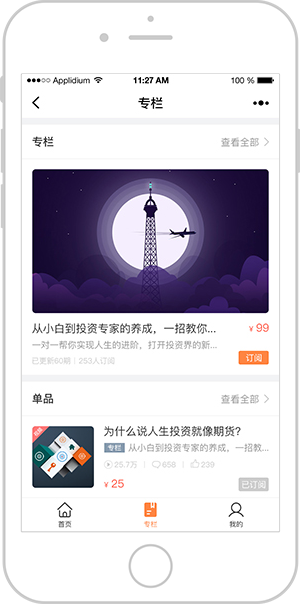 Applidium 11:27 AM 100 %
专栏
专栏 查看全部
从小白到投资专家的养成，一招教你...
¥ 99
一对一帮你实现人生的进阶，打开投资界的新...
已更新60期 | 253人订阅
订阅
单品 查看全部
为什么说人生投资就像期货?
专栏 从小白到投资专家的养成，一招教...
25.7万 658 239
¥ 25
已订阅
首页 专栏 我的